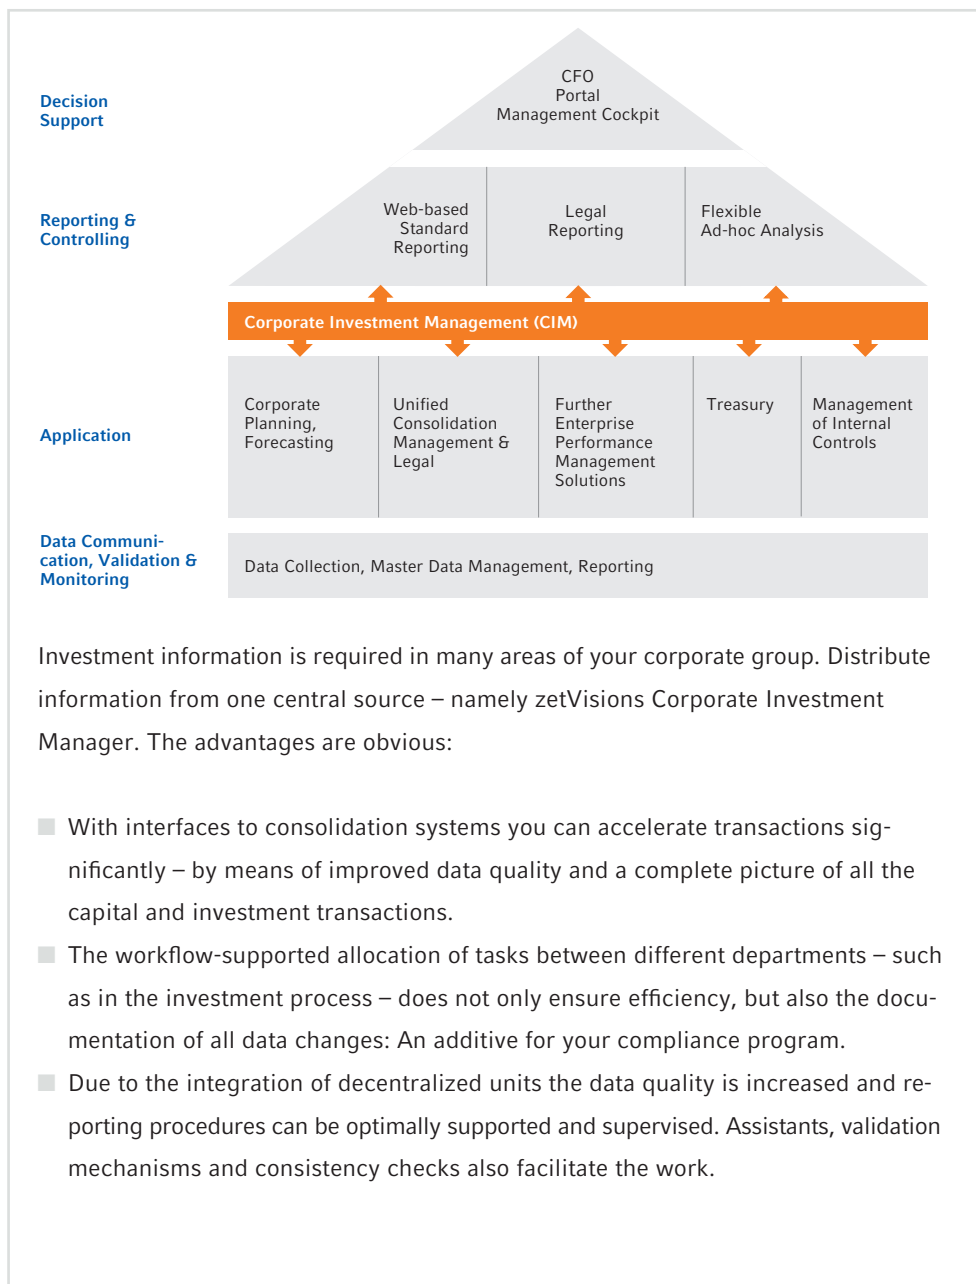 Decision
Support
CFO
Portal
Management Cockpit
Reporting &
Controlling
Web-based
Standard
Reporting
Legal
Reporting
Flexible
Ad-hoc Analysis
Corporate Investment Management (CIM)
Application
Corporate
Planning,
Forecasting
Unified
Consolidation
Management &
Legal
Further
Enterprise
Performance
Management
Solutions
Treasury
Management
of Internal
Controls
Data Communi-
cation, Validation &
Monitoring
Data Collection, Master Data Management, Reporting
Investment information is required in many areas of your corporate group. Distribute
information from one central source – namely zetVisions Corporate Investment
Manager. The advantages are obvious:
With interfaces to consolidation systems you can accelerate transactions sig-
nificantly – by means of improved data quality and a complete picture of all the
capital and investment transactions.
The workflow-supported allocation of tasks between different departments – such
as in the investment process – does not only ensure efficiency, but also the docu-
mentation of all data changes: An additive for your compliance program.
Due to the integration of decentralized units the data quality is increased and re-
porting procedures can be optimally supported and supervised. Assistants, validation
mechanisms and consistency checks also facilitate the work.